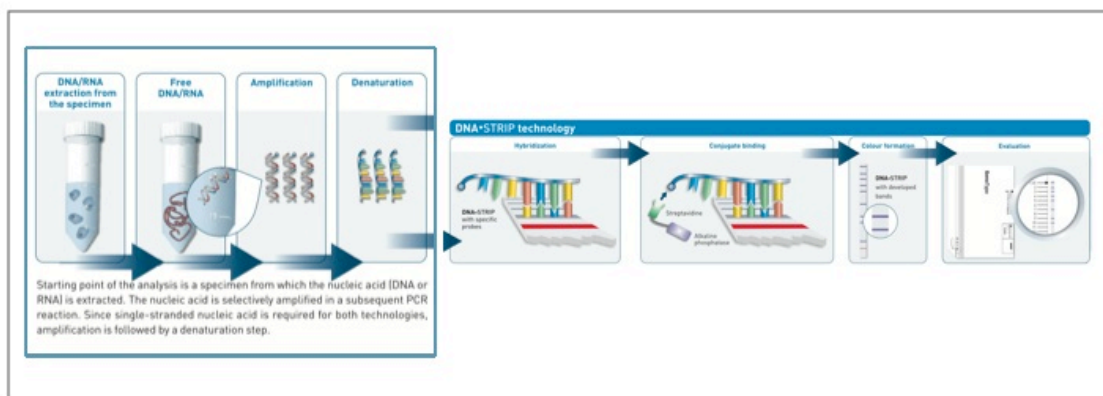 DNA/RNA
extraction from
the specimen
Free
DNA/RNA
Amplification
Denaturation
Starting point of the analysis is a specimen from which the nucleic acid (DNA or
RNA) is extracted. The nucleic acid is selectively amplified in a subsequent PCR
reaction. Since single-stranded nucleic acid is required for both technologies,
amplification is followed by a denaturation step.
DNA•STRIP technology
Hybridization
DNA•STRIP
with specific
probes
Conjugate binding
Streptavidine
Alkaline
phosphatase
Colour formation
DNA•STRIP
with developed
bands
Evaluation